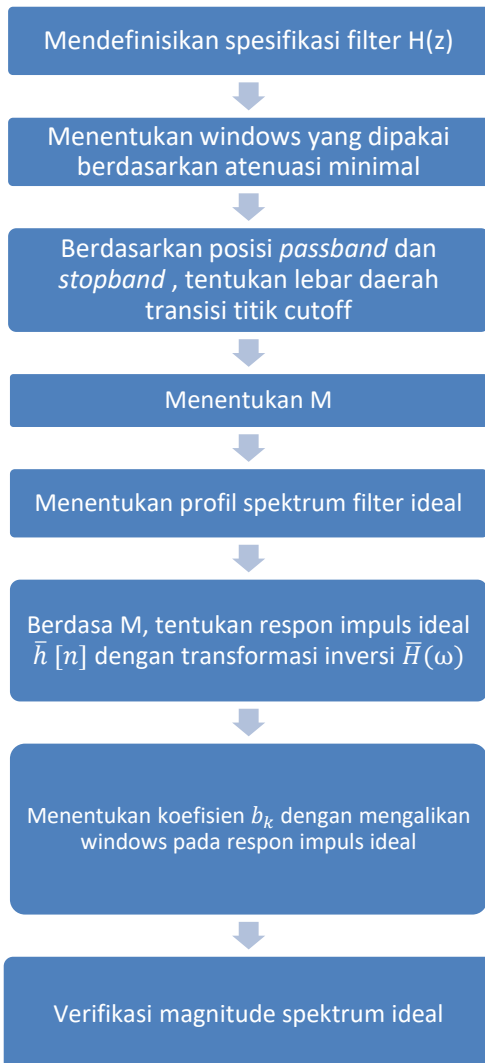 Mendefinisikan spesifikasi filter H(z)
Menentukan windows yang dipakai
berdasarkan atenuasi minimal
Berdasarkan posisi passband dan
stopband , tentukan lebar daerah
transisi titik cutoff
Menentukan M
Menentukan profil spektrum filter ideal
Berdasa M, tentukan respon impuls ideal
h̅ [n] dengan transformasi inversi H̅(ω)
Menentukan koefisien bₖ dengan mengalikan
windows pada respon impuls ideal
Verifikasi magnitude spektrum ideal